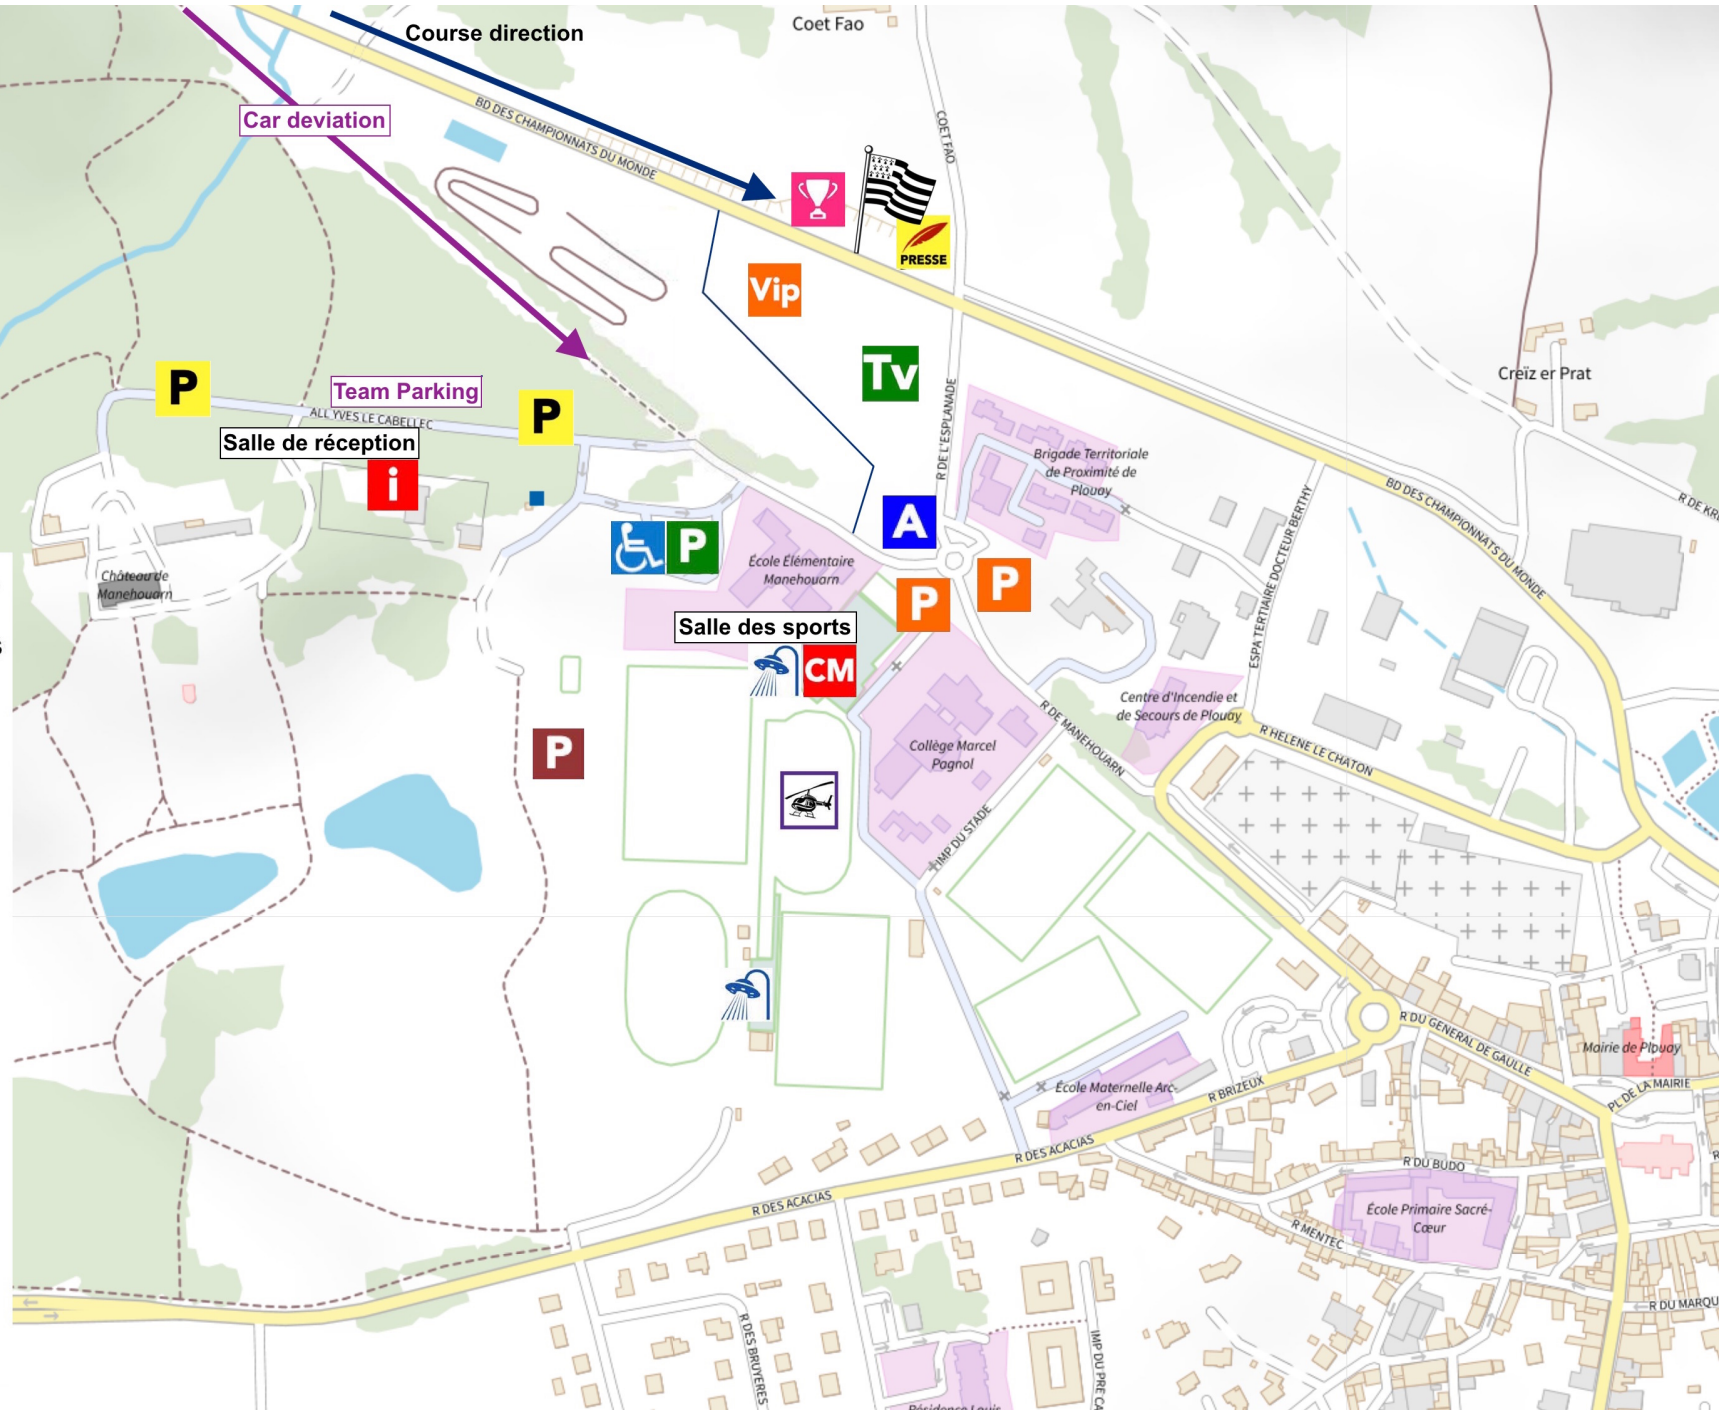 Coet Fao
Course direction
BD DES CHAMPIONNATS DU MONDE
COET FAO
Car deviation
PRESSE
Vip
Tv
Creïz er Prat
P
Team Parking
P
ALL YVES LE CABELLEC
Salle de réception
i
R DE L'ESPLANADE
Brigade Territoriale
de Proximité de
Plouay
BD DES CHAMPIONNATS DU MONDE
ESPA TERTIAIRE DOCTEUR BERTHY
A
P
École Élémentaire
Manehouarn
P
P
Château de
Manehouarn
Salle des sports
CM
Centre d'Incendie et
de Secours de Plouay
R DE MANEHOUARN
R HELENE LE CHATON
Collège Marcel
Pagnol
P
IMP DU STADE
R DU GENERAL DE GAULLE
Mairie de Plouay
PL DE LA MAIRIE
École Maternelle Arc-
en-Ciel
R BRIZEUX
R DES ACACIAS
R DES ACACIAS
R DU BUDO
École Primaire Sacré-
Cœur
R MENTEC
R DU MARQU
R DES BRUYERES
IMP DU PRE CA
Résidence Louis